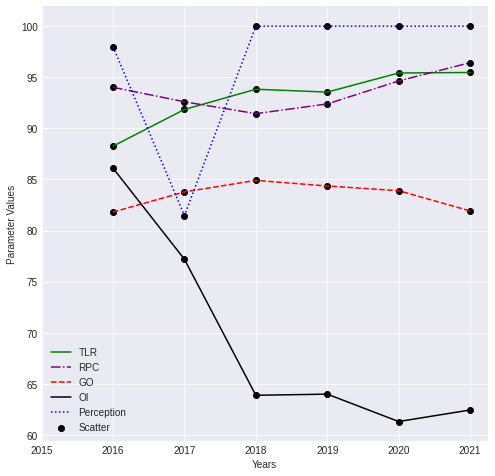 100
95
90
85
80
75
70
65
60
Parameter Values
TLR
RPC
GO
OI
Perception
Scatter
2015 2016 2017 2018 2019 2020 2021
Years